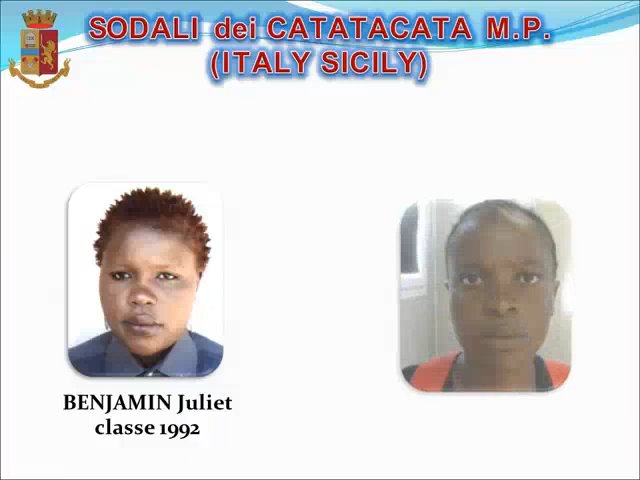 SODALI dei CATATACATA M.P.
(ITALY SICILY)
BENJAMIN Juliet
classe 1992